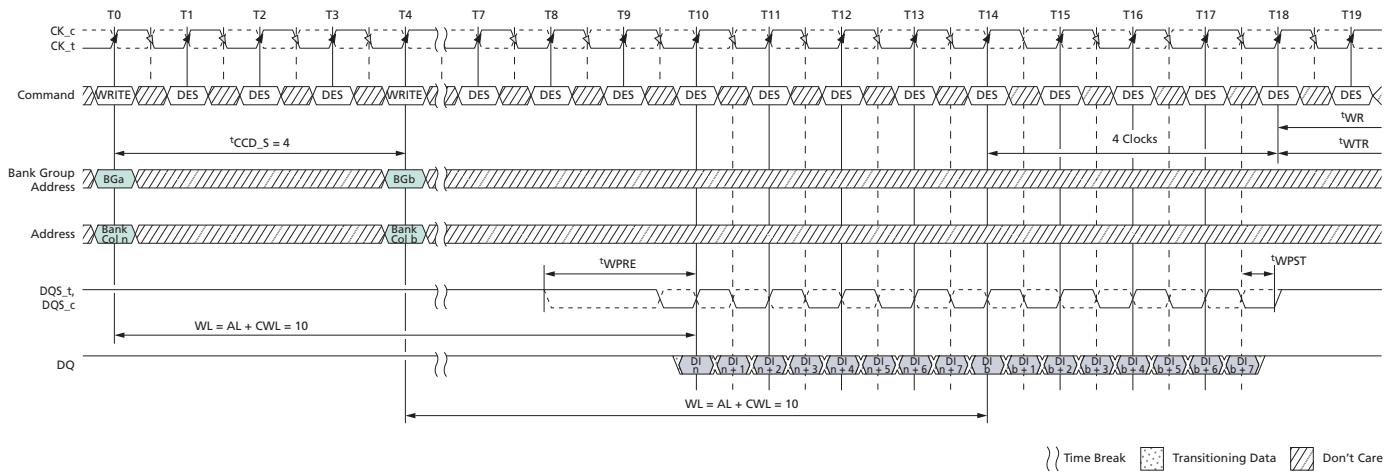 T0 T1 T2 T3 T4 T7 T8 T9 T10 T11 T12 T13 T14 T15 T16 T17 T18 T19
CK_c
CK_t
Command WRITE DES DES DES WRITE DES DES DES DES DES DES DES DES DES DES DES DES DES
tWR
tCCD_S = 4 4 Clocks tWTR
Bank Group
Address BGa BGb
Address Bank
Col n Bank
Col b
tWPRE tWPST
DQS_t,
DQS_c
WL = AL + CWL = 10
DQ DI
n DI
n + 1 DI
n + 2 DI
n + 3 DI
n + 4 DI
n + 5 DI
n + 6 DI
n + 7 DI
b DI
b + 1 DI
b + 2 DI
b + 3 DI
b + 4 DI
b + 5 DI
b + 6 DI
b + 7
WL = AL + CWL = 10
Time Break Transitioning Data Don't Care